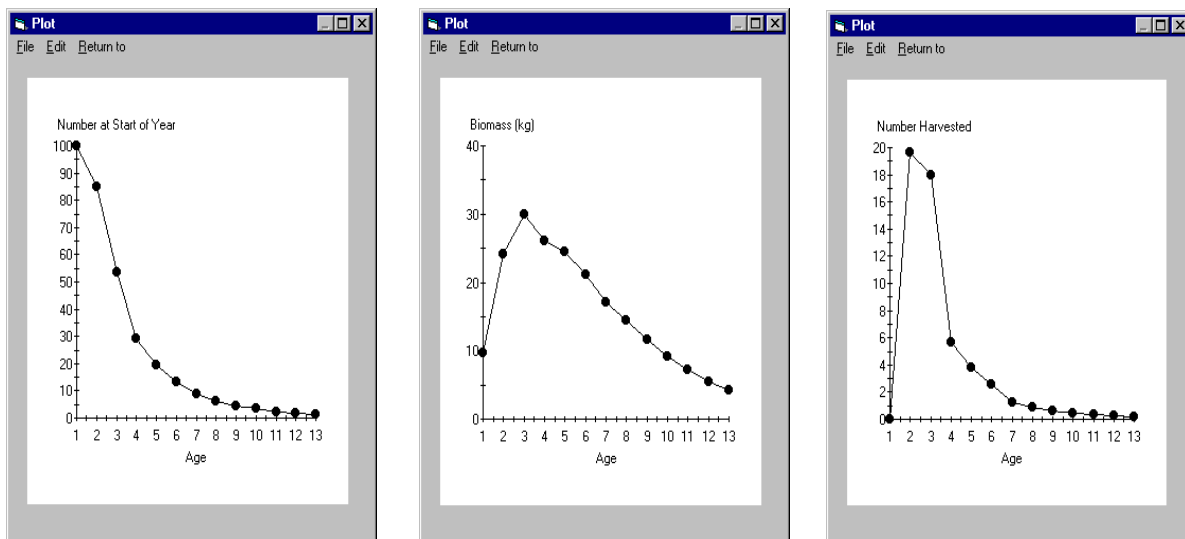 Plot
File Edit Return to
Number at Start of Year
100
90
80
70
60
50
40
30
20
10
0
1 2 3 4 5 6 7 8 9 10 11 12 13
Age
Plot
File Edit Return to
Biomass (kg)
40
30
20
10
0
1 2 3 4 5 6 7 8 9 10 11 12 13
Age
Plot
File Edit Return to
Number Harvested
20
18
16
14
12
10
8
6
4
2
0
1 2 3 4 5 6 7 8 9 10 11 12 13
Age